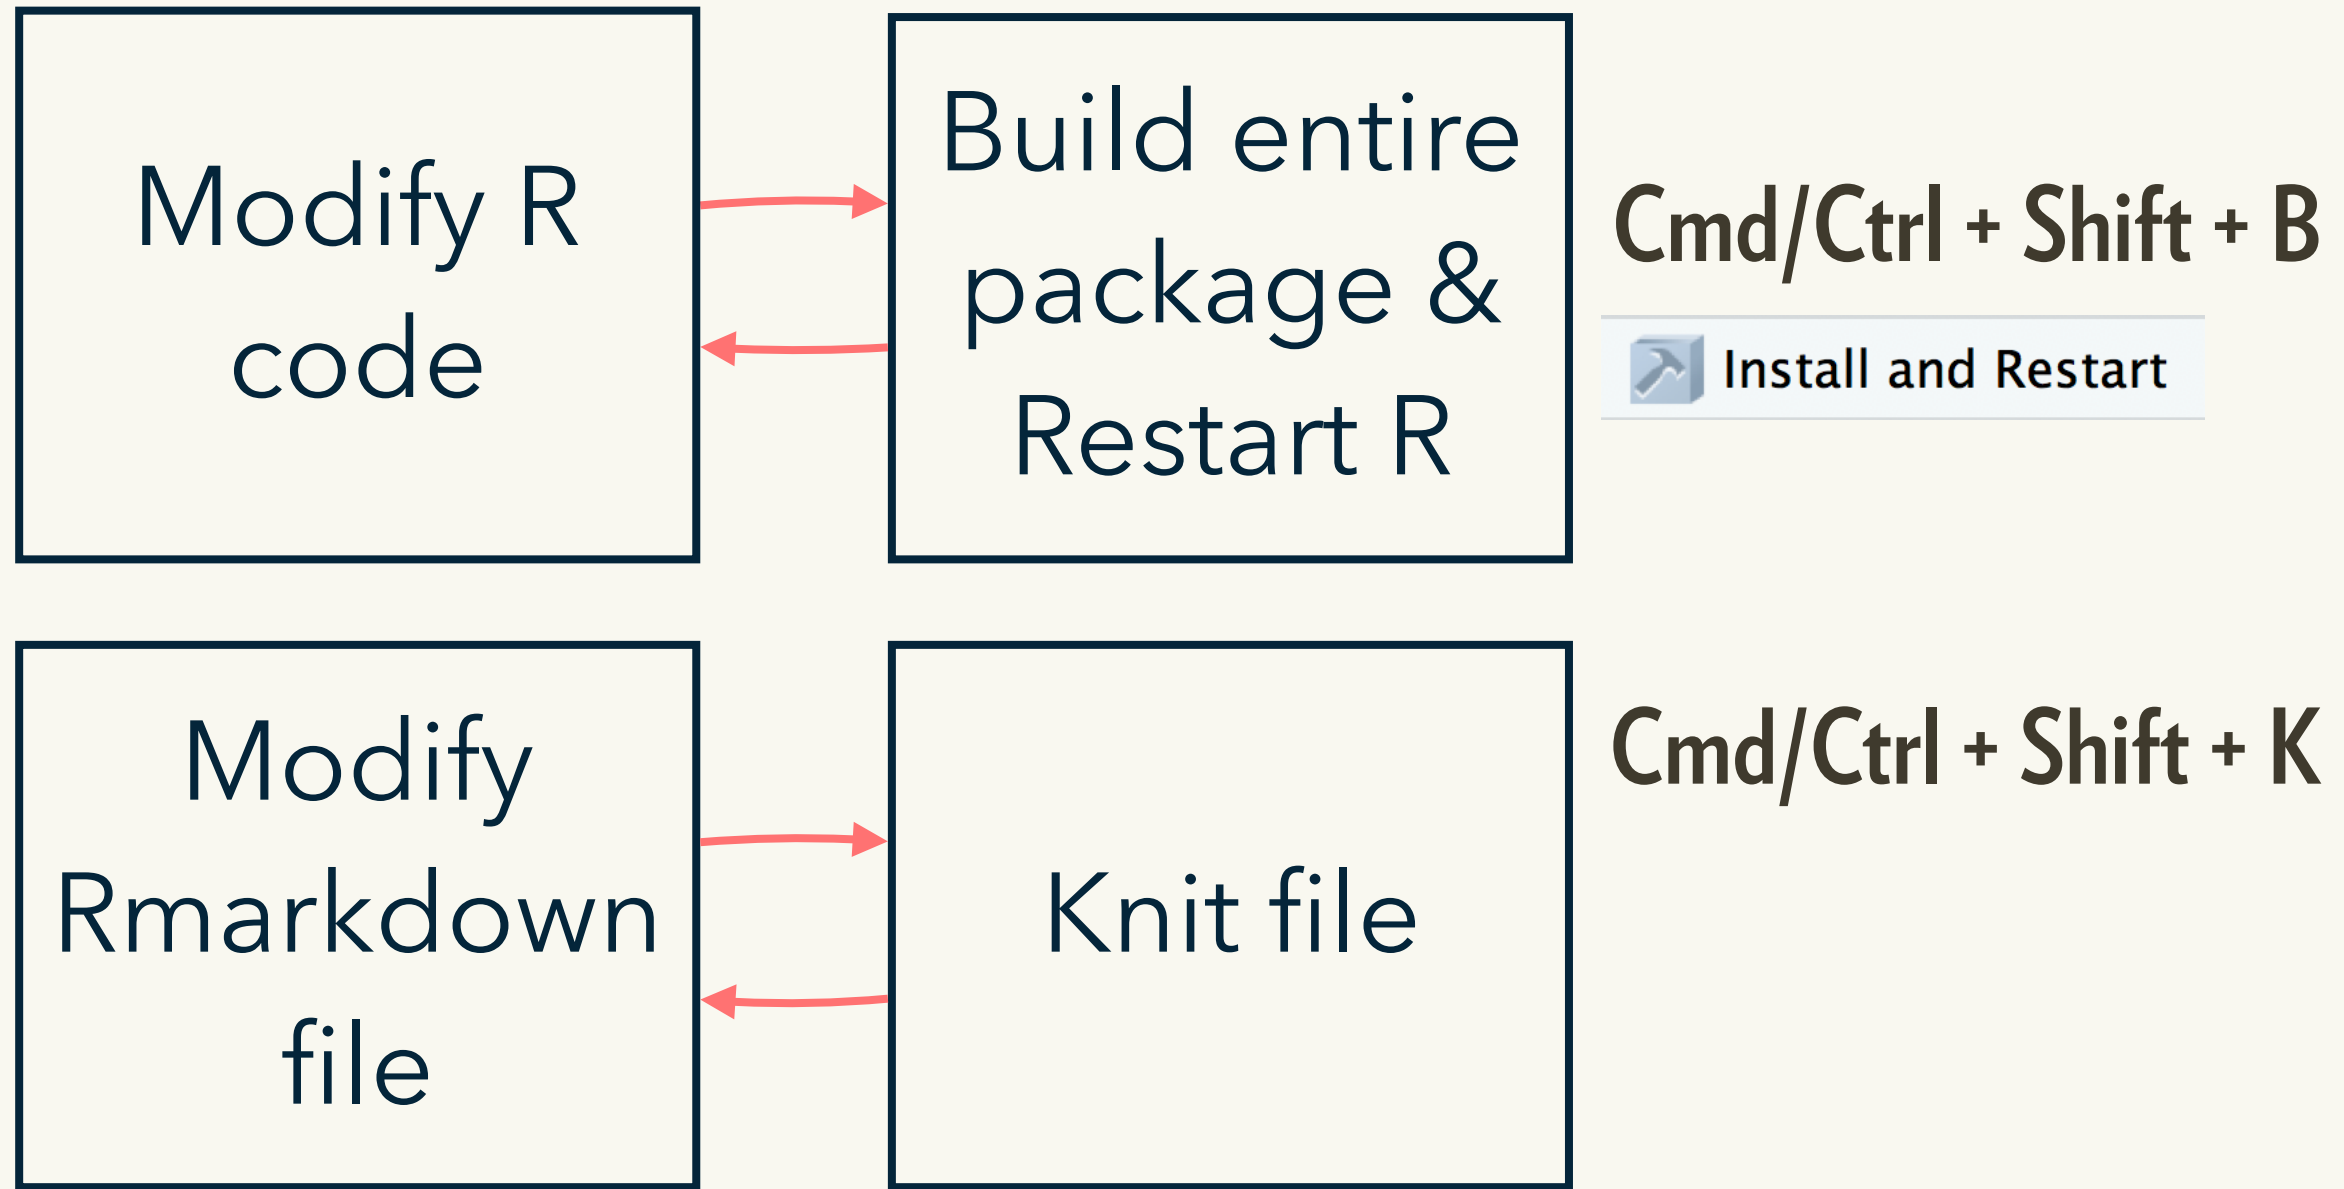 Modify R
code
Build entire
package &
Restart R
Cmd/Ctrl + Shift + B
Install and Restart
Modify
Rmarkdown
file
Knit file
Cmd/Ctrl + Shift + K